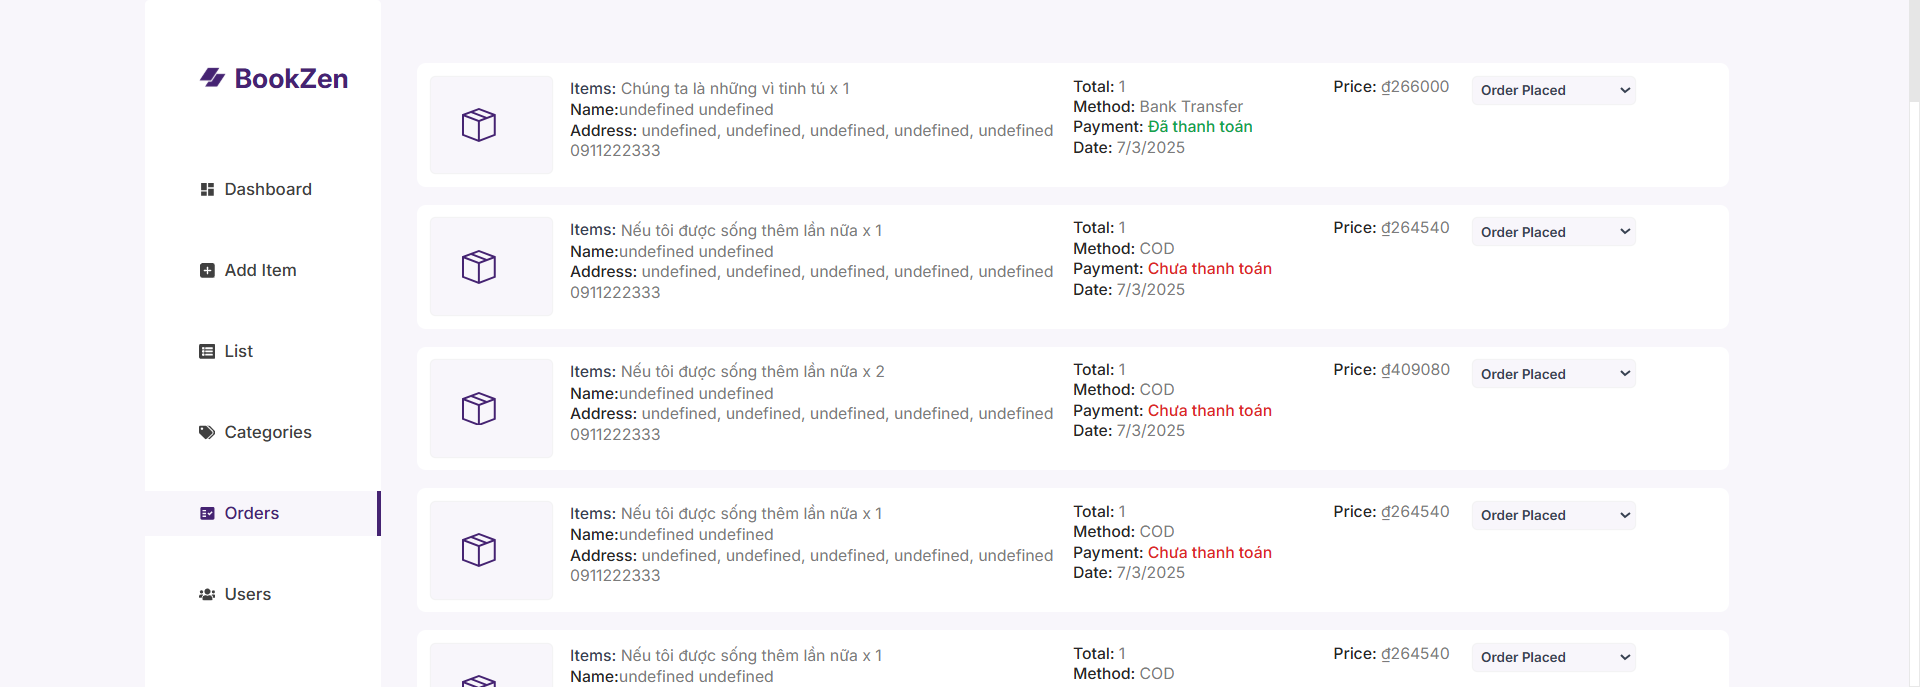 BookZen
Dashboard
Add Item
List
Categories
Orders
Users
Items: Chúng ta là những vì tinh tú x 1
Name:undefined undefined
Address: undefined, undefined, undefined, undefined, undefined
0911222333
Total: 1
Method: Bank Transfer
Payment: Đã thanh toán
Date: 7/3/2025
Price: ₫266000
Order Placed
Items: Nếu tôi được sống thêm lần nữa x 1
Name:undefined undefined
Address: undefined, undefined, undefined, undefined, undefined
0911222333
Total: 1
Method: COD
Payment: Chưa thanh toán
Date: 7/3/2025
Price: ₫264540
Order Placed
Items: Nếu tôi được sống thêm lần nữa x 2
Name:undefined undefined
Address: undefined, undefined, undefined, undefined, undefined
0911222333
Total: 1
Method: COD
Payment: Chưa thanh toán
Date: 7/3/2025
Price: ₫409080
Order Placed
Items: Nếu tôi được sống thêm lần nữa x 1
Name:undefined undefined
Address: undefined, undefined, undefined, undefined, undefined
0911222333
Total: 1
Method: COD
Payment: Chưa thanh toán
Date: 7/3/2025
Price: ₫264540
Order Placed
Items: Nếu tôi được sống thêm lần nữa x 1
Name:undefined undefined
Total: 1
Method: COD
Price: ₫264540
Order Placed